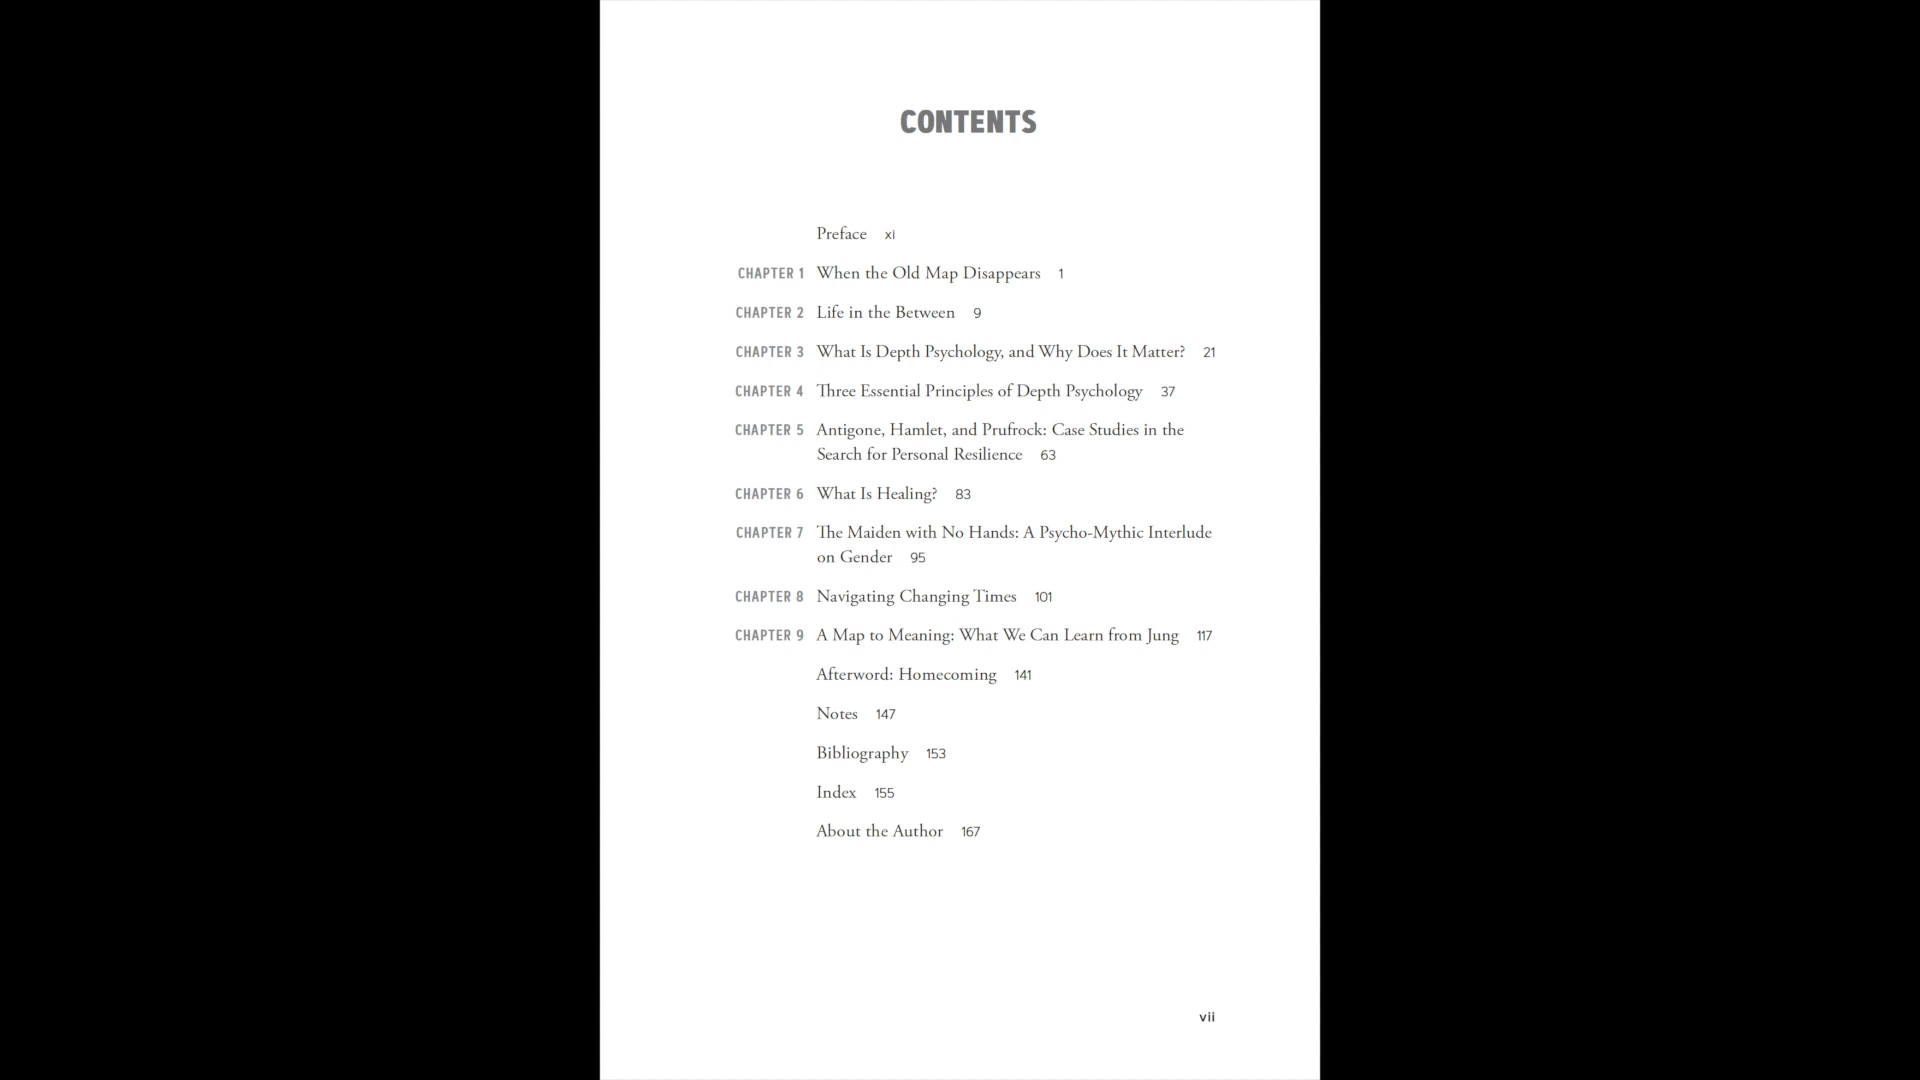 CONTENTS
Preface xi
CHAPTER 1 When the Old Map Disappears 1
CHAPTER 2 Life in the Between 9
CHAPTER 3 What Is Depth Psychology, and Why Does It Matter? 21
CHAPTER 4 Three Essential Principles of Depth Psychology 37
CHAPTER 5 Antigone, Hamlet, and Prufrock: Case Studies in the
Search for Personal Resilience 63
CHAPTER 6 What Is Healing? 83
CHAPTER 7 The Maiden with No Hands: A Psycho-Mythic Interlude
on Gender 95
CHAPTER 8 Navigating Changing Times 101
CHAPTER 9 A Map to Meaning: What We Can Learn from Jung 117
Afterword: Homecoming 141
Notes 147
Bibliography 153
Index 155
About the Author 167
vii